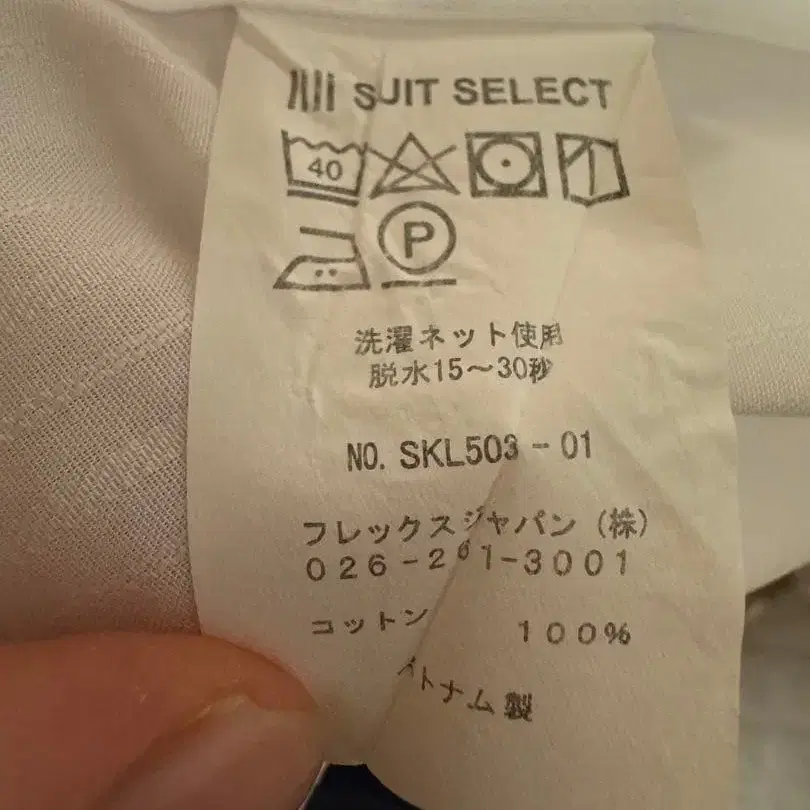 SUIT SELECT
40
P
洗濯ネット使用
脱水15～30秒
NO. SKL503-01
フレックスジャパン（株）
026-261-3001
コットン 100%
ベトナム製